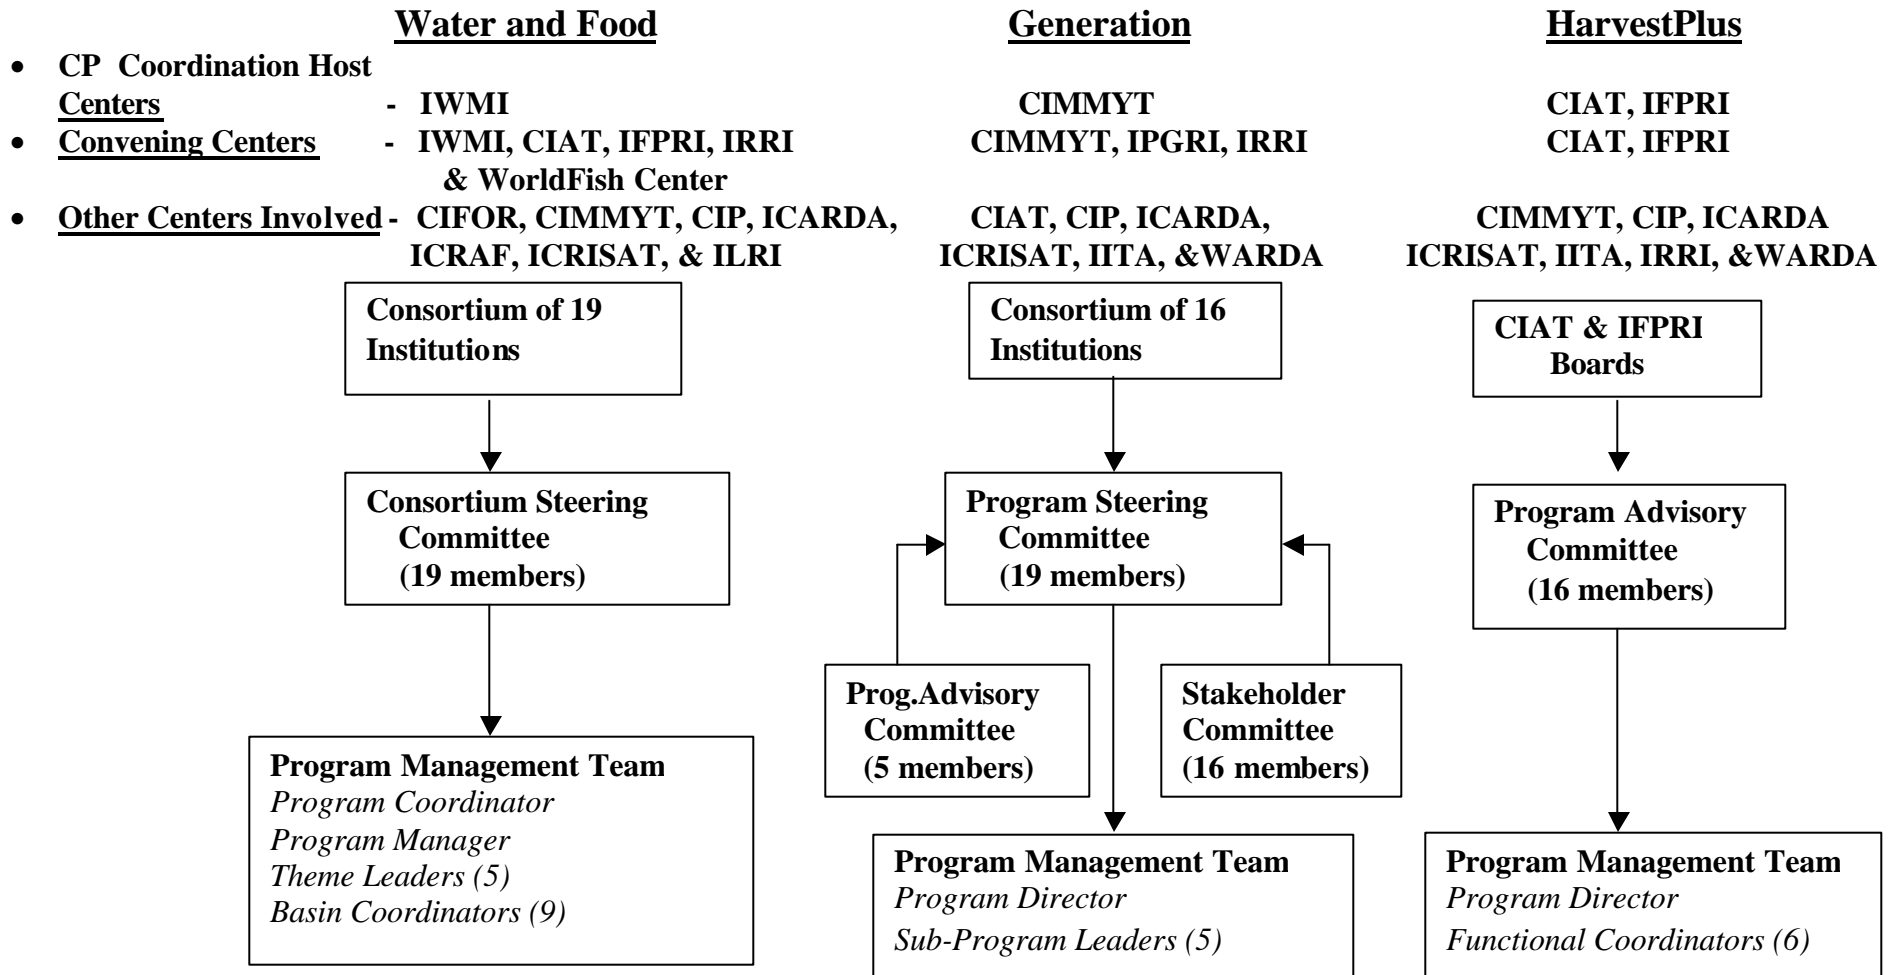 Water and Food Generation HarvestPlus
• CP Coordination Host
Centers - IWMI CIMMYT CIAT, IFPRI
• Convening Centers - IWMI, CIAT, IFPRI, IRRI CIMMYT, IPGRI, IRRI CIAT, IFPRI
& WorldFish Center
• Other Centers Involved - CIFOR, CIMMYT, CIP, ICARDA, CIAT, CIP, ICARDA, CIMMYT, CIP, ICARDA
ICRAF, ICRISAT, & ILRI ICRISAT, IITA, &WARDA ICRISAT, IITA, IRRI, &WARDA
Consortium of 19
Institutions
Consortium of 16
Institutions
CIAT & IFPRI
Boards
Consortium Steering
Committee
(19 members)
Program Steering
Committee
(19 members)
Program Advisory
Committee
(16 members)
Prog.Advisory
Committee
(5 members)
Stakeholder
Committee
(16 members)
Program Management Team
Program Coordinator
Program Manager
Theme Leaders (5)
Basin Coordinators (9)
Program Management Team
Program Director
Sub-Program Leaders (5)
Program Management Team
Program Director
Functional Coordinators (6)